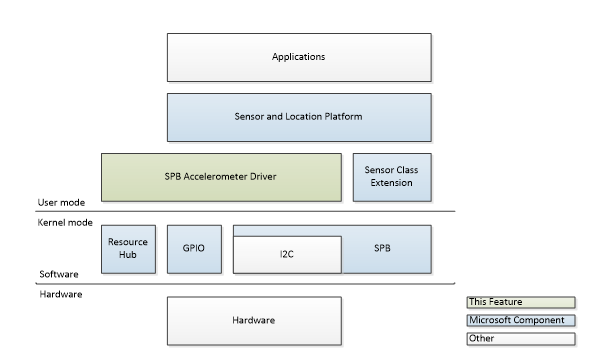 Applications
Sensor and Location Platform
SPB Accelerometer Driver
Sensor Class
Extension
User mode
Kernel mode
Resource
Hub
GPIO
I2C
SPB
Software
Hardware
Hardware
This Feature
Microsoft Component
Other